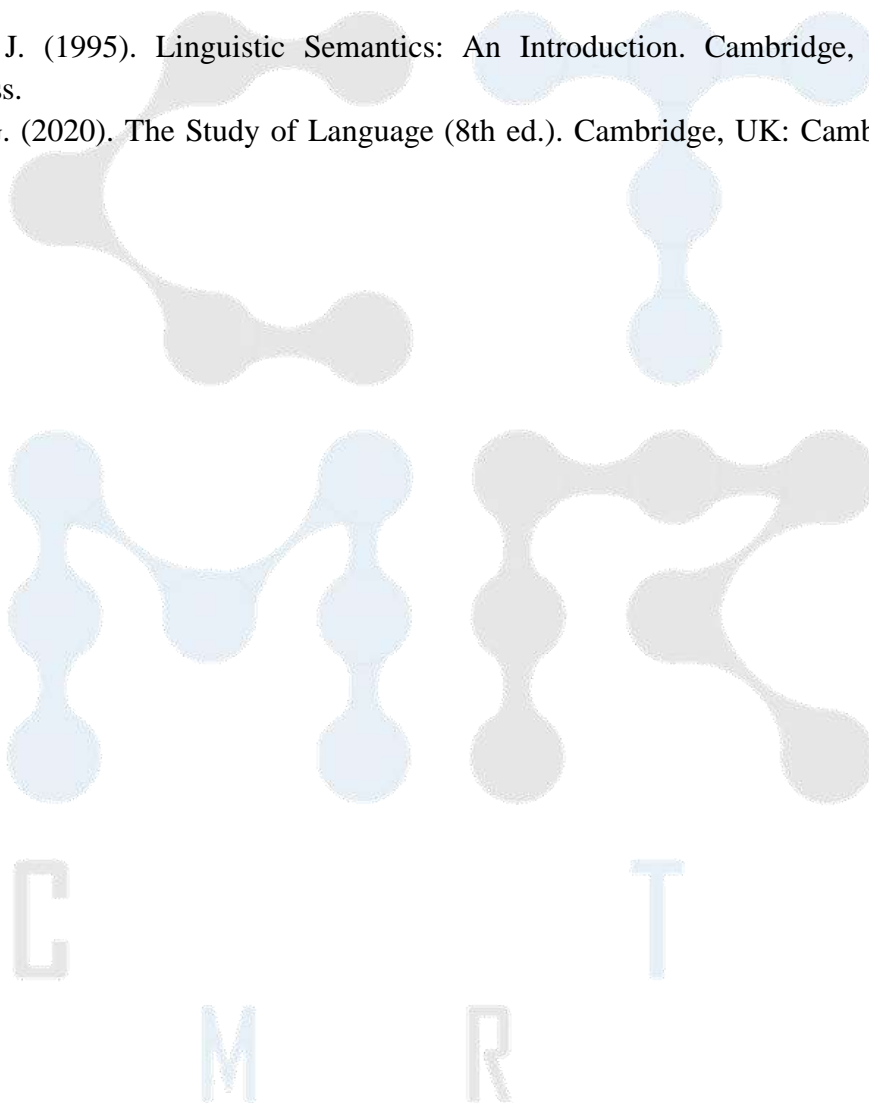 J. (1995). Linguistic Semantics: An Introduction. Cambridge,
s.
. (2020). The Study of Language (8th ed.). Cambridge, UK: Camb
C T
M R